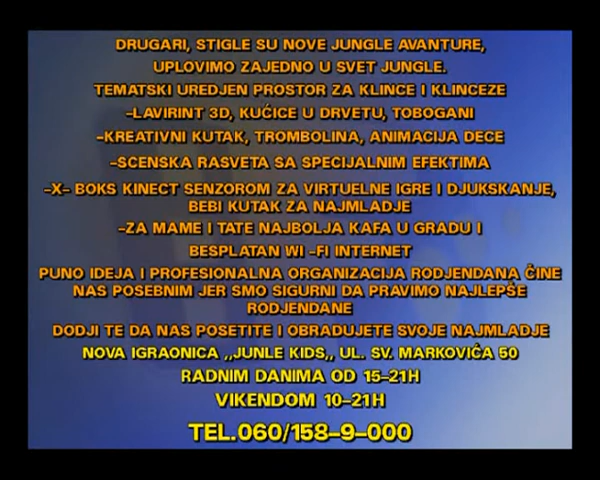 DRUGARI, STIGLE SU NOVE JUNGLE AVANTURE,
UPLOVIMO ZAJEDNO U SVET JUNGLE.
TEMATSKI UREDJEN PROSTOR ZA KLINCE I KLINCEZE
-LAVIRINT 3D, KUĆICE U DRVETU, TOBOGANI
-KREATIVNI KUTAK, TROMBOLINA, ANIMACIJA DECE
-SCENSKA RASVETA SA SPECIJALNIM EFEKTIMA
-X- BOKS KINECT SENZOROM ZA VIRTUELNE IGRE I DJUKSKANJE,
BEBI KUTAK ZA NAJMLADJE
-ZA MAME I TATE NAJBOLJA KAFA U GRADU I
BESPLATAN WI -FI INTERNET
PUNO IDEJA I PROFESIONALNA ORGANIZACIJA RODJENDANA ČINE
NAS POSEBNIM JER SMO SIGURNI DA PRAVIMO NAJLEPŠE
RODJENDANE
DODJI TE DA NAS POSETITE I OBRADUJETE SVOJE NAJMLADJE
NOVA IGRAONICA ,,JUNLE KIDS,, UL. SV. MARKOVIĆA 50
RADNIM DANIMA OD 15-21H
VIKENDOM 10-21H
TEL.060/158-9-000